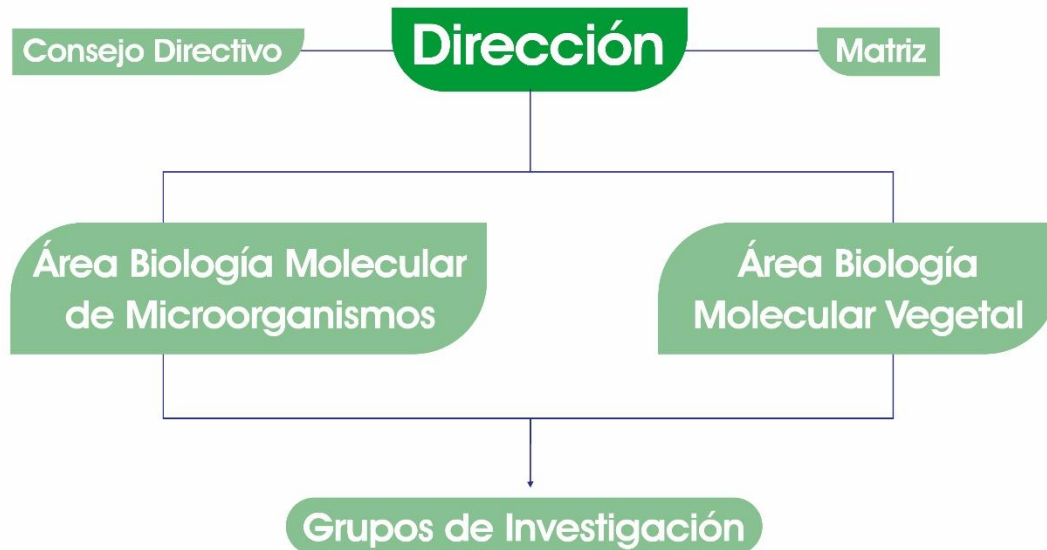 Consejo Directivo
Dirección
Matriz
Área Biología Molecular
de Microorganismos
Área Biología
Molecular Vegetal
Grupos de Investigación